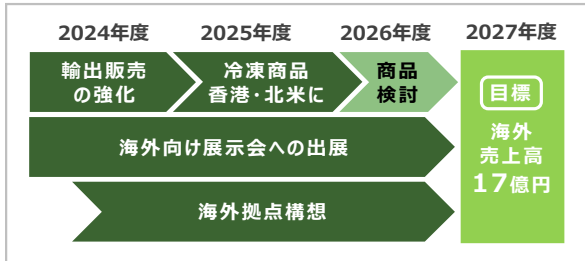 2024年度
2025年度
2026年度
2027年度
輸出販売
の強化
冷凍商品
香港・北米に
商品
検討
海外向け展示会への出展
海外拠点構想
目標
海外
売上高
17億円